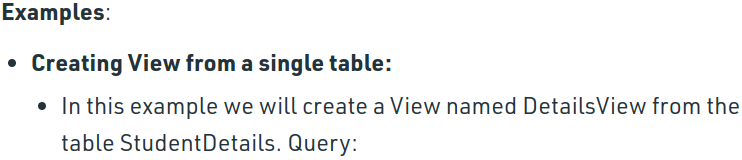 Examples:
• Creating View from a single table:
• In this example we will create a View named DetailsView from the
table StudentDetails. Query: